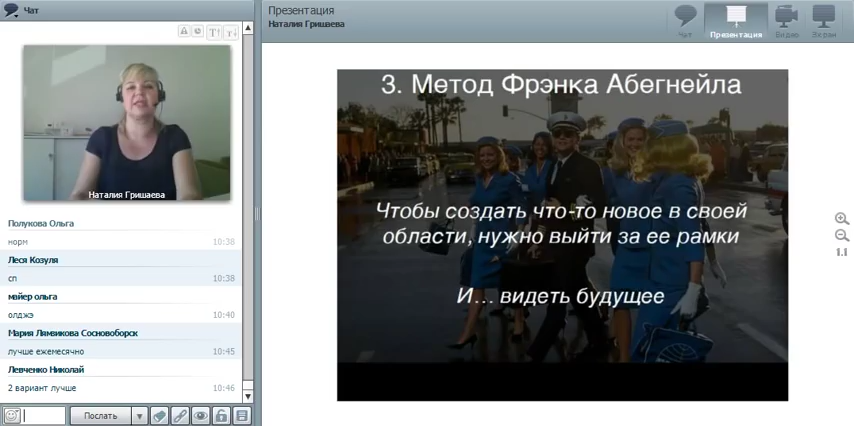 Чат
Наталия Гришаева
Полукова Ольга
норм 10:38
Леся Козуля
сп 10:38
мэйер ольга
олджэ 10:40
Мария Лямзикова Сосновоборск
лучше ежемесячно 10:45
Левченко Николай
2 вариант лучше 10:46
Послать
Презентация
Наталия Гришаева
Чат
Презентация
Видео
Экран
3. Метод Фрэнка Абегнейла
Чтобы создать что-то новое в своей
области, нужно выйти за ее рамки
И... видеть будущее
1:1